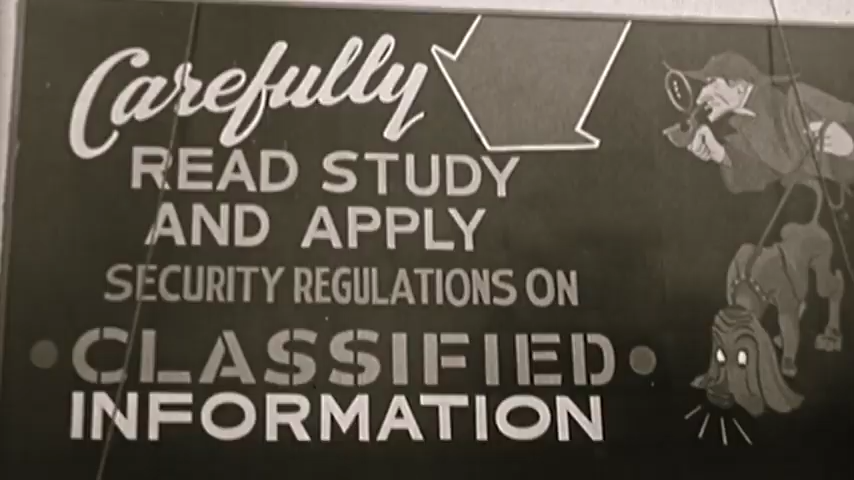 Carefully
READ STUDY
AND APPLY
SECURITY REGULATIONS ON
• CLASSIFIED •
INFORMATION